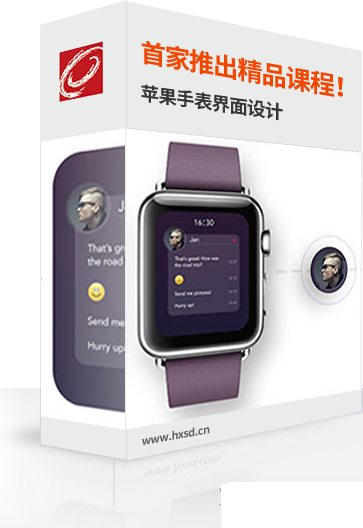 首家推出精品课程！
苹果手表界面设计
That's great! How was
the road trip?
Send me pictures!
Hurry up!
16:30
Jan
That's great
the road
Send me
Hurry up!
www.hxsd.cn